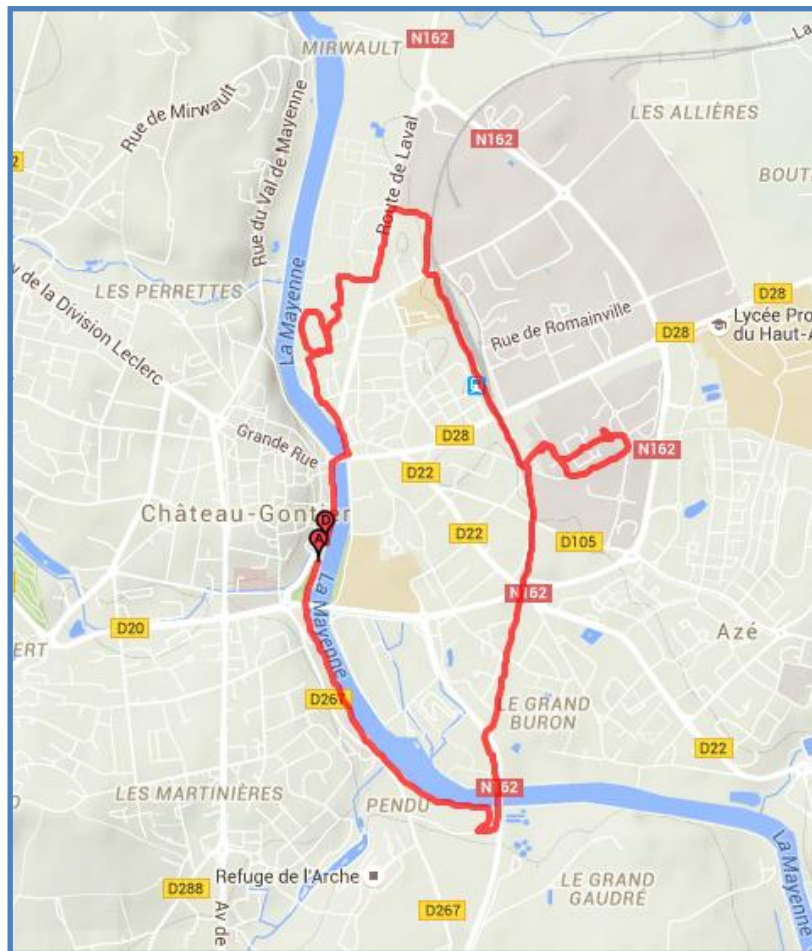 MIRWAULT
N162
La
Rue de Mirwault
LES ALLIÈRES
N162
2
Route de Laval
BOUT
Rue du Val de Mayenne
La Mayenne
LES PERRETTES
y de la Division Leclerc
D28
Rue de Romainville
D28
Lycée Pro
du Haut-A
Grande Rue
D28
N162
D22
Château-Gontier
D
A
D22
D105
La Mayenne
N162
D20
Azé
ERT
D267
LE GRAND
BURON
D22
LES MARTINIÈRES
PENDU
N162
La Mayenne
Refuge de l'Arche
D288
LE GRAND
GAUDRÉ
D267
Av de